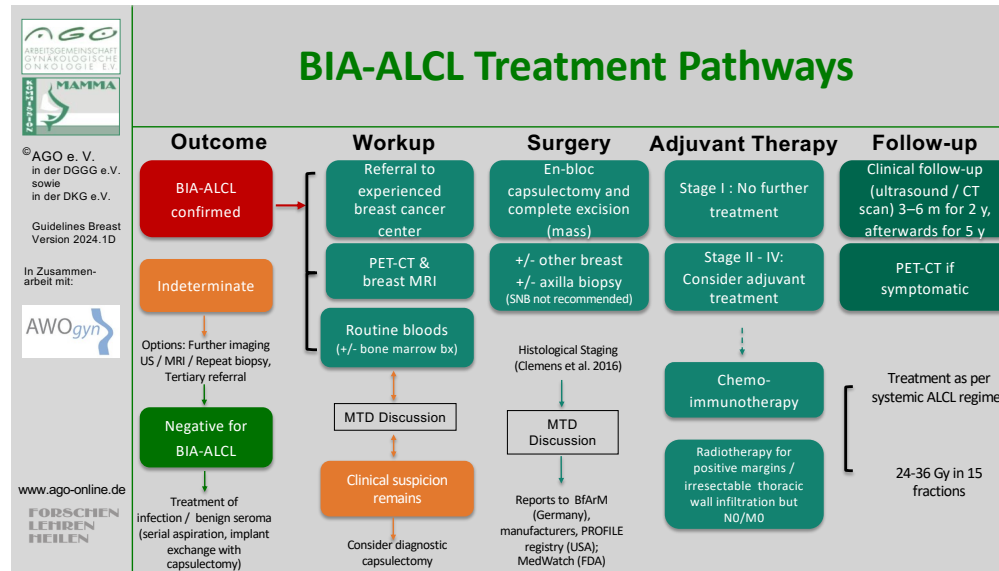 AGO
ARBEITSGEMEINSCHAFT
GYNÄKOLOGISCHE
ONKOLOGIE E.V.
KOMMISSION
MAMMA
© AGO e. V.
in der DGGG e.V.
sowie
in der DKG e.V.
Guidelines Breast
Version 2024.1D
In Zusammen-
arbeit mit:
AWOgyn
www.ago-online.de
FORSCHEN
LEHREN
HEILEN
BIA-ALCL Treatment Pathways
Outcome
BIA-ALCL
confirmed
Indeterminate
Options: Further imaging
US / MRI / Repeat biopsy,
Tertiary referral
Negative for
BIA-ALCL
Treatment of
infection / benign seroma
(serial aspiration, implant
exchange with
capsulectomy)
Workup
Referral to
experienced
breast cancer
center
PET-CT &
breast MRI
Routine bloods
(+/- bone marrow bx)
MTD Discussion
Clinical suspicion
remains
Consider diagnostic
capsulectomy
Surgery
En-bloc
capsulectomy and
complete excision
(mass)
+/- other breast
+/- axilla biopsy
(SNB not recommended)
Histological Staging
(Clemens et al. 2016)
MTD
Discussion
Reports to BfArM
(Germany),
manufacturers, PROFILE
registry (USA);
MedWatch (FDA)
Adjuvant Therapy
Stage I : No further
treatment
Stage II - IV:
Consider adjuvant
treatment
Chemo-
immunotherapy
Radiotherapy for
positive margins /
irresectable thoracic
wall infiltration but
N0/M0
Follow-up
Clinical follow-up
(ultrasound / CT
scan) 3–6 m for 2 y,
afterwards for 5 y
PET-CT if
symptomatic
Treatment as per
systemic ALCL regime
24-36 Gy in 15
fractions